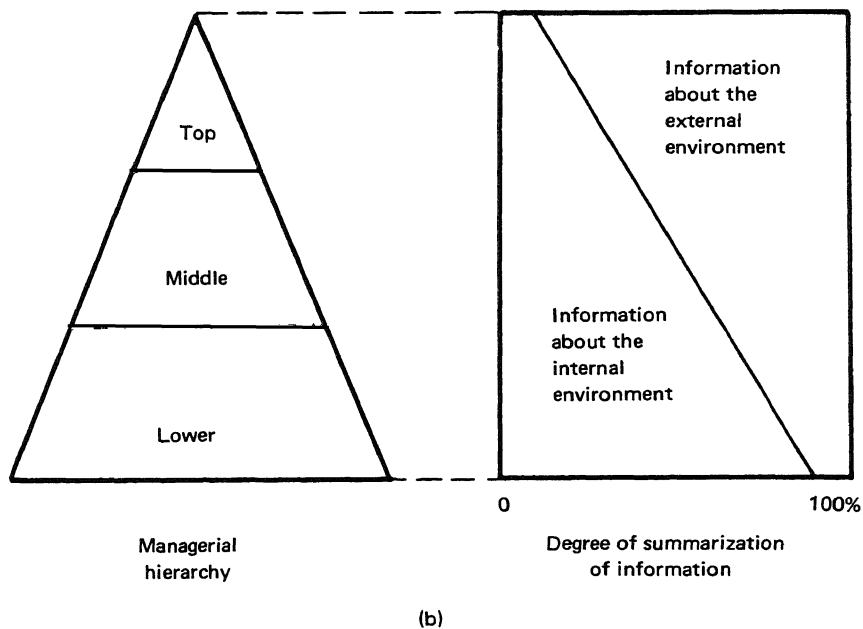 Top
Middle
Lower
Managerial
hierarchy
Information
about the
external
environment
Information
about the
internal
environment
0
100%
Degree of summarization
of information
(b)